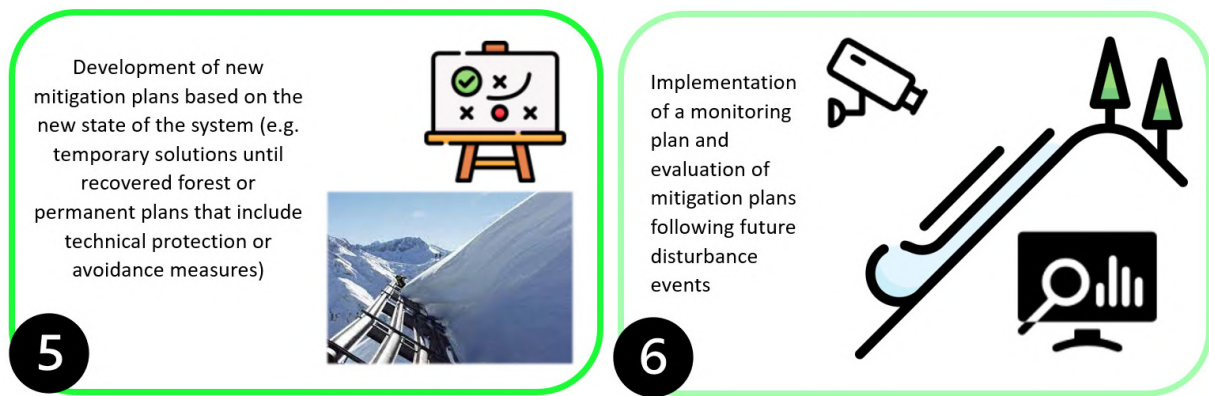 Development of new
mitigation plans based on the
new state of the system (e.g.
temporary solutions until
recovered forest or
permanent plans that include
technical protection or
avoidance measures)
5
Implementation
of a monitoring
plan and
evaluation of
mitigation plans
following future
disturbance
events
6